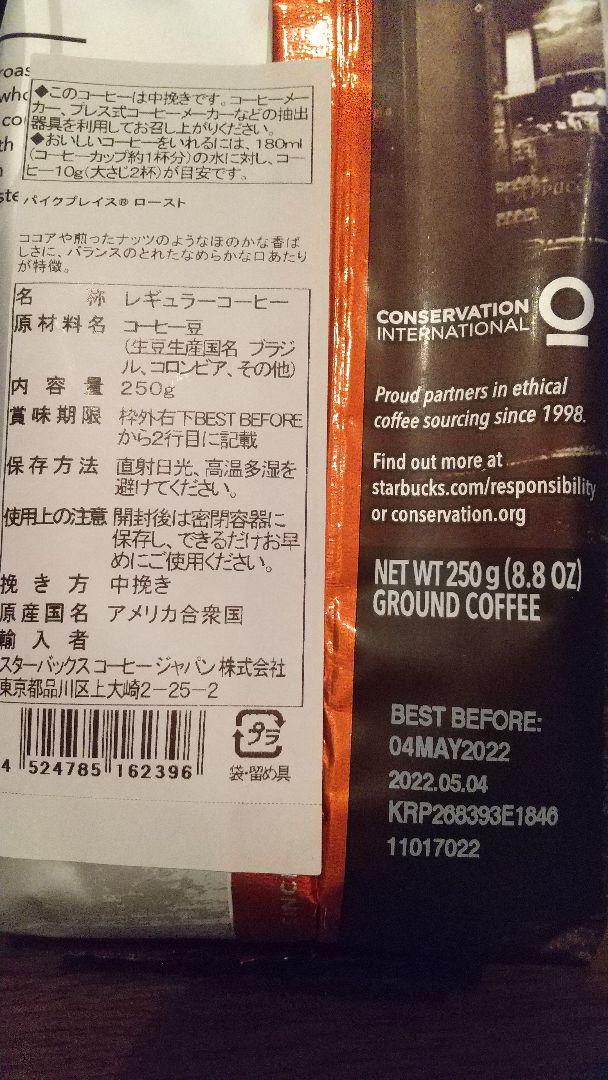 ◆このコーヒーは中挽きです。コーヒーメー
カー、プレス式コーヒーメーカーなどの抽出
器具を利用してお召し上がりください。
◆おいしいコーヒーをいれるには、180ml
(コーヒーカップ約1杯分)の水に対し、コー
ヒー10g(大さじ2杯)が目安です。
パイクプレイス® ロースト
ココアや煎ったナッツのようなほのかな香ば
しさに、バランスのとれたなめらかな口あたり
が特徴。
名 称 レギュラーコーヒー
原材料名 コーヒー豆
(生豆生産国名 ブラジ
ル、コロンビア、その他)
内容量 250g
賞味期限 枠外右下BEST BEFORE
から2行目に記載
保存方法 直射日光、高温多湿を
避けてください。
使用上の注意 開封後は密閉容器に
保存し、できるだけお早
めにご使用ください。
挽き方 中挽き
原産国名 アメリカ合衆国
輸入者
スターバックス コーヒー ジャパン 株式会社
東京都品川区上大崎2-25-2
4 524785 162396
プラ
袋・留め具
CONSERVATION
INTERNATIONAL
Proud partners in ethical
coffee sourcing since 1998.
Find out more at
starbucks.com/responsibility
or conservation.org
NET WT 250 g (8.8 OZ)
GROUND COFFEE
BEST BEFORE:
04MAY2022
2022.05.04
KRP268393E1846
11017022